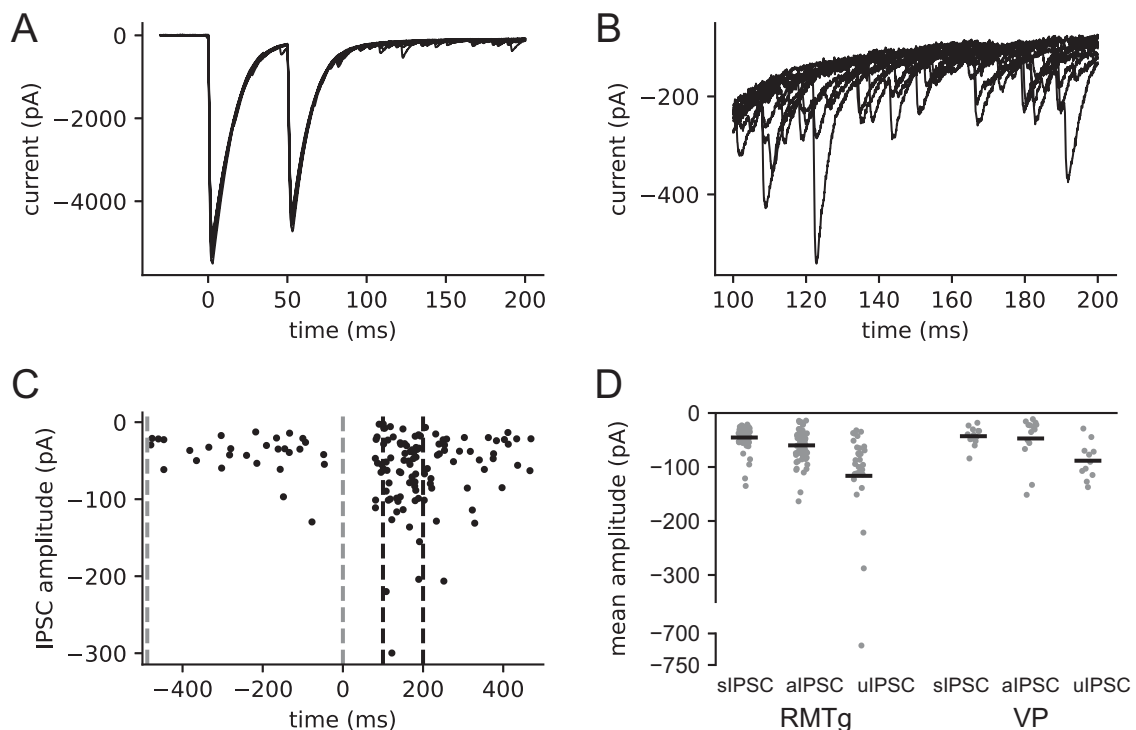 A
B
0
−2000
−4000
current (pA)
0 50 100 150 200
time (ms)
−200
−400
current (pA)
100 120 140 160 180 200
time (ms)
C
D
0
−100
−200
−300
IPSC amplitude (pA)
−400 −200 0 200 400
time (ms)
0
−100
−200
−300
−700
−750
mean amplitude (pA)
sIPSC aIPSC uIPSC sIPSC aIPSC uIPSC
RMTg VP